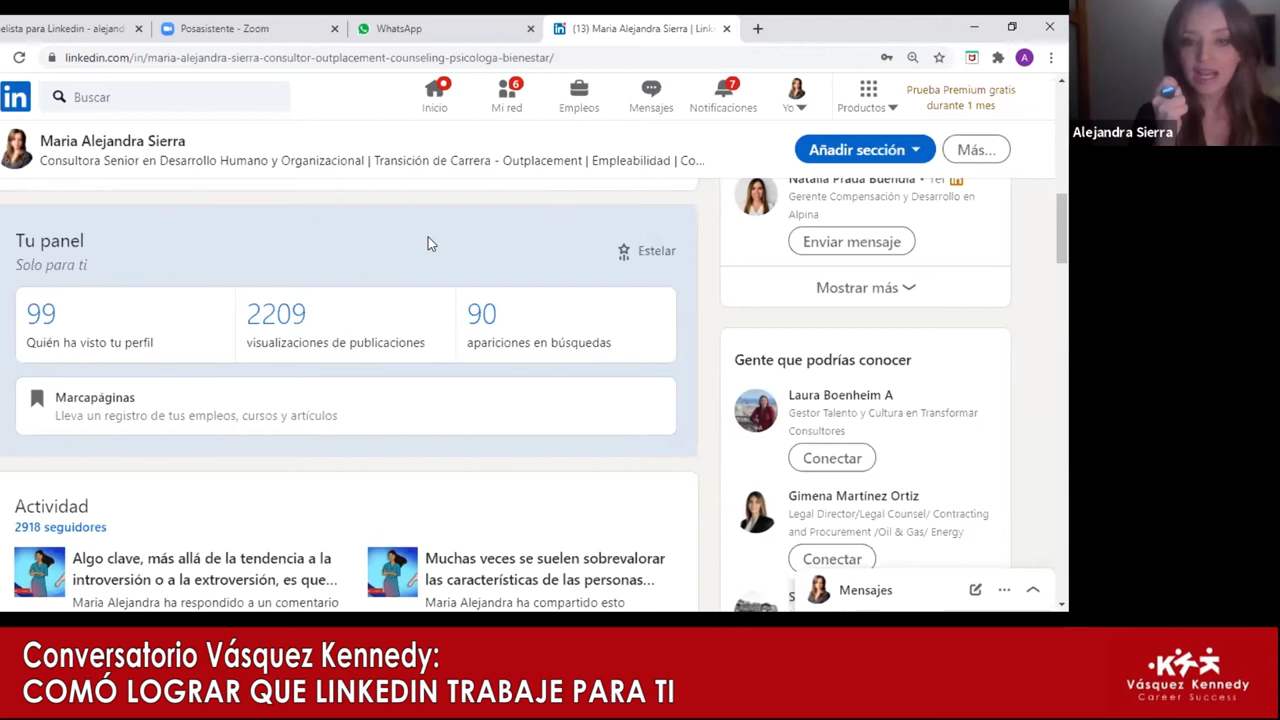 elista para Linkedin - alejand
Posasistente - Zoom
WhatsApp
(13) Maria Alejandra Sierra | Link
linkedin.com/in/maria-alejandra-sierra-consultor-outplacement-counseling-psicologa-bienestar/
A
in
Buscar
Inicio
6
Mi red
Empleos
Mensajes
7
Notificaciones
Yo
Productos
Prueba Premium gratis
durante 1 mes
Maria Alejandra Sierra
Consultora Senior en Desarrollo Humano y Organizacional | Transición de Carrera - Outplacement | Empleabilidad | Co...
Añadir sección
Más...
Alejandra Sierra
Tu panel
Solo para ti
Estelar
99
Quién ha visto tu perfil
2209
visualizaciones de publicaciones
90
apariciones en búsquedas
Marcapáginas
Lleva un registro de tus empleos, cursos y artículos
Actividad
2918 seguidores
Algo clave, más allá de la tendencia a la
introversión o a la extroversión, es que...
Maria Alejandra ha respondido a un comentario
Muchas veces se suelen sobrevalorar
las características de las personas...
Maria Alejandra ha compartido esto
Natalia Prada Buendía • 1er in
Gerente Compensación y Desarrollo en
Alpina
Enviar mensaje
Mostrar más
Gente que podrías conocer
Laura Boenheim A
Gestor Talento y Cultura en Transformar
Consultores
Conectar
Gimena Martínez Ortiz
Legal Director/Legal Counsel/ Contracting
and Procurement /Oil & Gas/ Energy
Conectar
S
Mensajes
Conversatorio Vásquez Kennedy:
COMÓ LOGRAR QUE LINKEDIN TRABAJE PARA TI
Vásquez Kennedy
Career Success